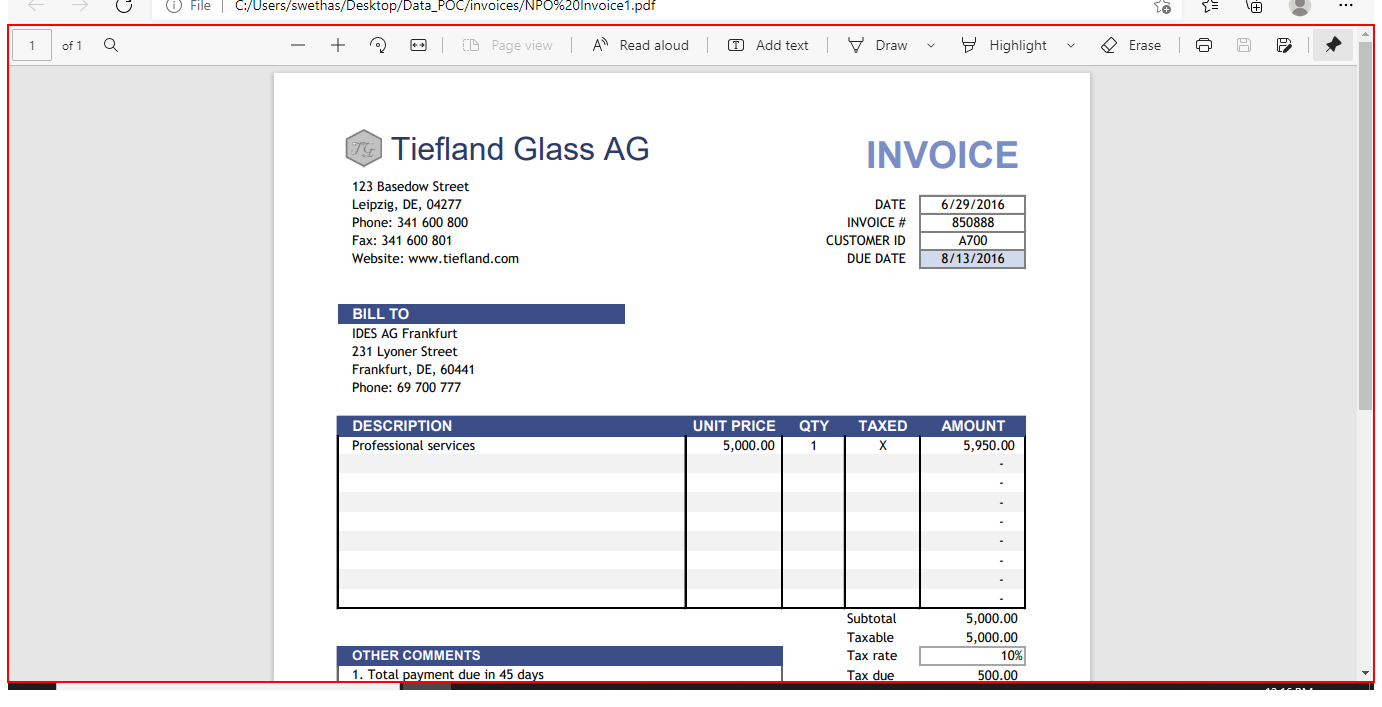 File C:/Users/swethas/Desktop/Data_POC/invoices/NPO%20Invoice1.pdf
1 of 1 Page view Read aloud Add text Draw Highlight Erase
Tiefland Glass AG
INVOICE
123 Basedow Street
Leipzig, DE, 04277
Phone: 341 600 800
Fax: 341 600 801
Website: www.tiefland.com
DATE 6/29/2016
INVOICE # 850888
CUSTOMER ID A700
DUE DATE 8/13/2016
BILL TO
IDES AG Frankfurt
231 Lyoner Street
Frankfurt, DE, 60441
Phone: 69 700 777
DESCRIPTION UNIT PRICE QTY TAXED AMOUNT
Professional services 5,000.00 1 X 5,950.00
-
-
-
-
-
-
-
-
Subtotal 5,000.00
Taxable 5,000.00
OTHER COMMENTS Tax rate 10%
1. Total payment due in 45 days Tax due 500.00